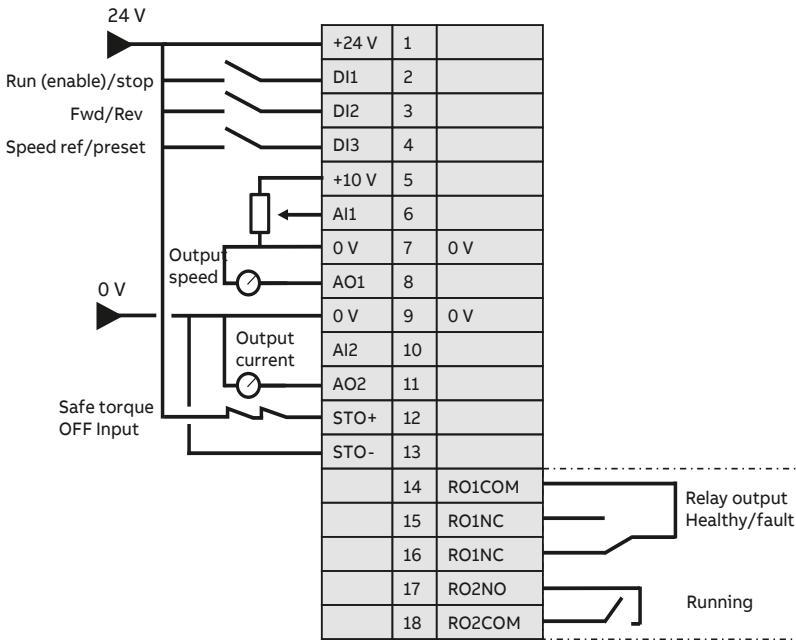 24 V
+24 V 1
Run (enable)/stop DI1 2
Fwd/Rev DI2 3
Speed ref/preset DI3 4
+10 V 5
AI1 6
0 V 7 0 V
Output
speed
AO1 8
0 V
0 V 9 0 V
Output
current
AI2 10
AO2 11
Safe torque
OFF Input
STO+ 12
STO- 13
14 RO1COM
Relay output
Healthy/fault
15 RO1NC
16 RO1NC
17 RO2NO
Running
18 RO2COM